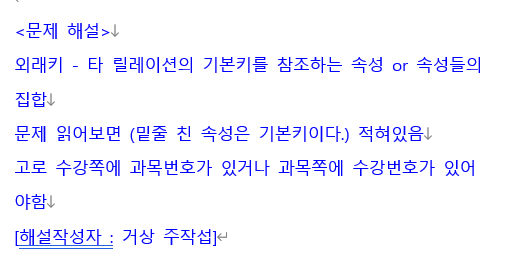 <문제 해설>
외래키 - 타 릴레이션의 기본키를 참조하는 속성 or 속성들의
집합
문제 읽어보면 (밑줄 친 속성은 기본키이다.) 적혀있음
고로 수강쪽에 과목번호가 있거나 과목쪽에 수강번호가 있어
야함
[해설작성자 : 거상 주작섭]